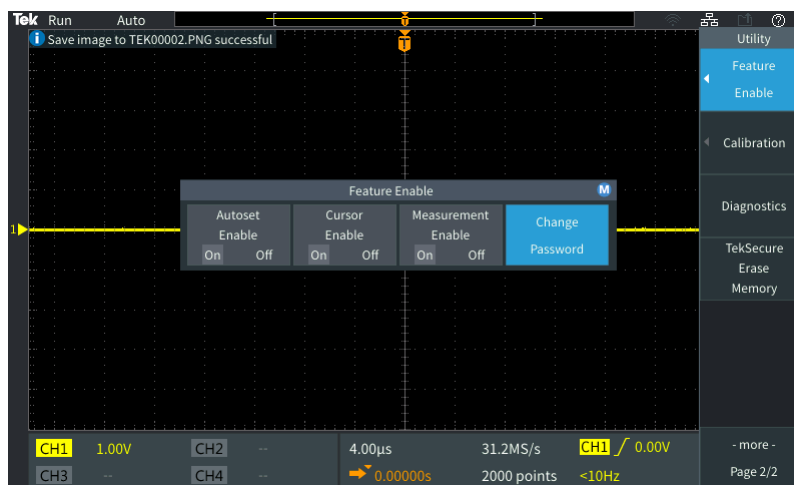 Tek Run Auto
T
i Save image to TEK00002.PNG successful
T
Utility
Feature
Enable
Calibration
Diagnostics
TekSecure
Erase
Memory
- more -
Page 2/2
Feature Enable M
Autoset
Enable
On Off
Cursor
Enable
On Off
Measurement
Enable
On Off
Change
Password
1
CH1 1.00V CH2 -- 4.00μs 31.2MS/s CH1 0.00V
CH3 -- CH4 -- 0.00000s 2000 points <10Hz